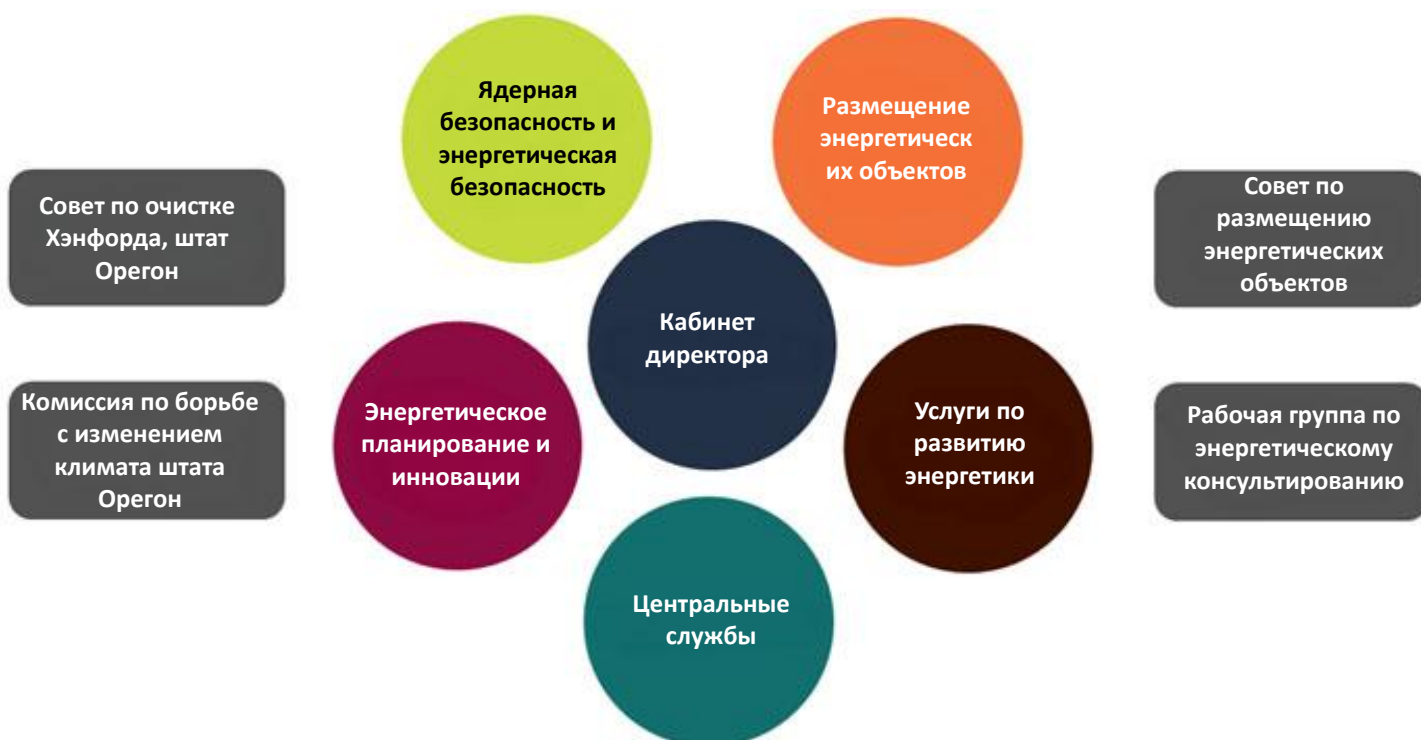 Ядерная
безопасность и
энергетическая
безопасность
Размещение
энергетическ
их объектов
Совет по очистке
Хэнфорда, штат
Орегон
Совет по
размещению
энергетических
объектов
Кабинет
директора
Комиссия по борьбе
с изменением
климата штата
Орегон
Энергетическое
планирование и
инновации
Услуги по
развитию
энергетики
Рабочая группа по
энергетическому
консультированию
Центральные
службы